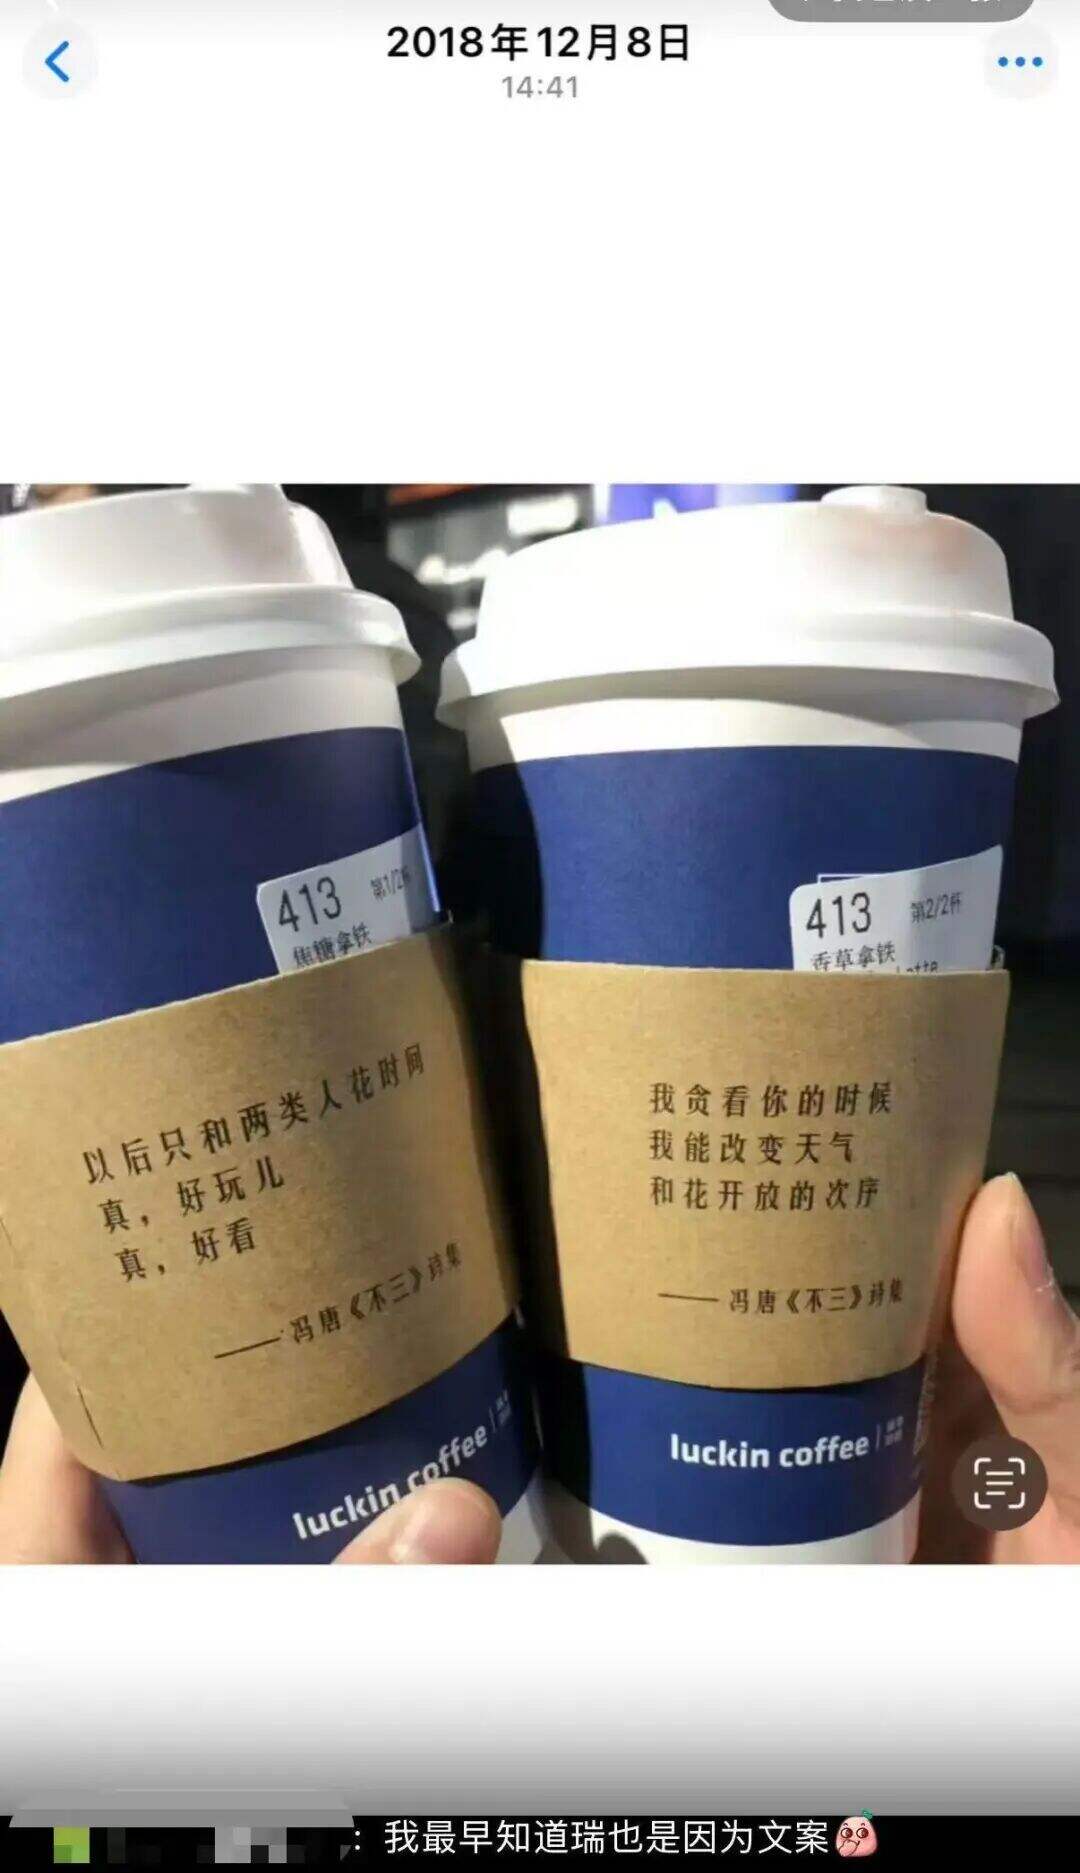 2018年12月8日
14:41
413 第1/2杯
焦糖拿铁
以后只和两类人花时间
真，好玩儿
真，好看
——冯唐《不三》诗集
luckin coffee
413 第2/2杯
香草拿铁
我贪看你的时候
我能改变天气
和花开放的次序
——冯唐《不三》诗集
luckin coffee
：我最早知道瑞也是因为文案